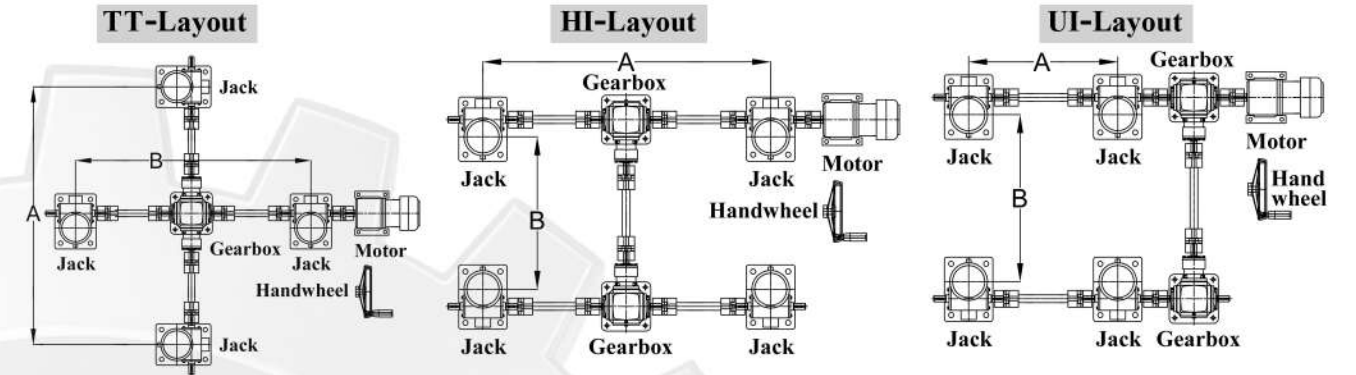 TT-Layout
Jack
B
A
Jack
Gearbox
Jack
Motor
Handwheel
Jack
HI-Layout
A
Gearbox
Jack
Jack
Motor
Handwheel
B
Jack
Gearbox
Jack
UI-Layout
A
Gearbox
Jack
Jack
Motor
B
Hand
wheel
Jack
Jack
Gearbox